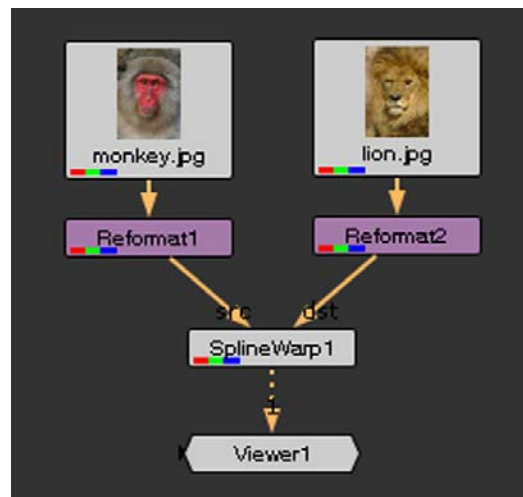 monkey.jpg
lion.jpg
Reformat1
Reformat2
src
dst
SplineWarp1
1
Viewer1